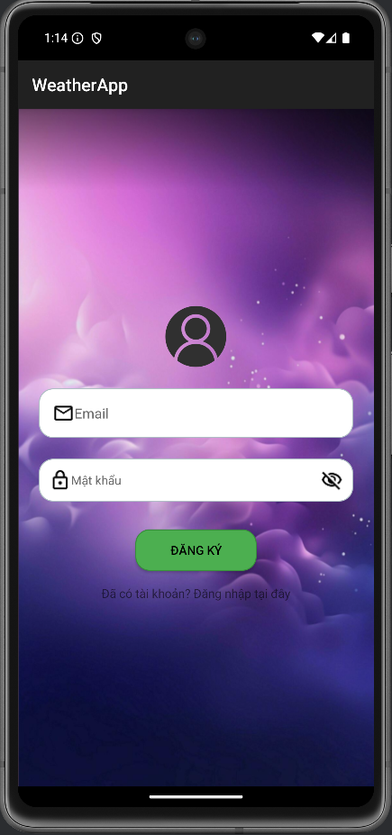 1:14
WeatherApp
Email
Mật khẩu
ĐĂNG KÝ
Đã có tài khoản? Đăng nhập tại đây